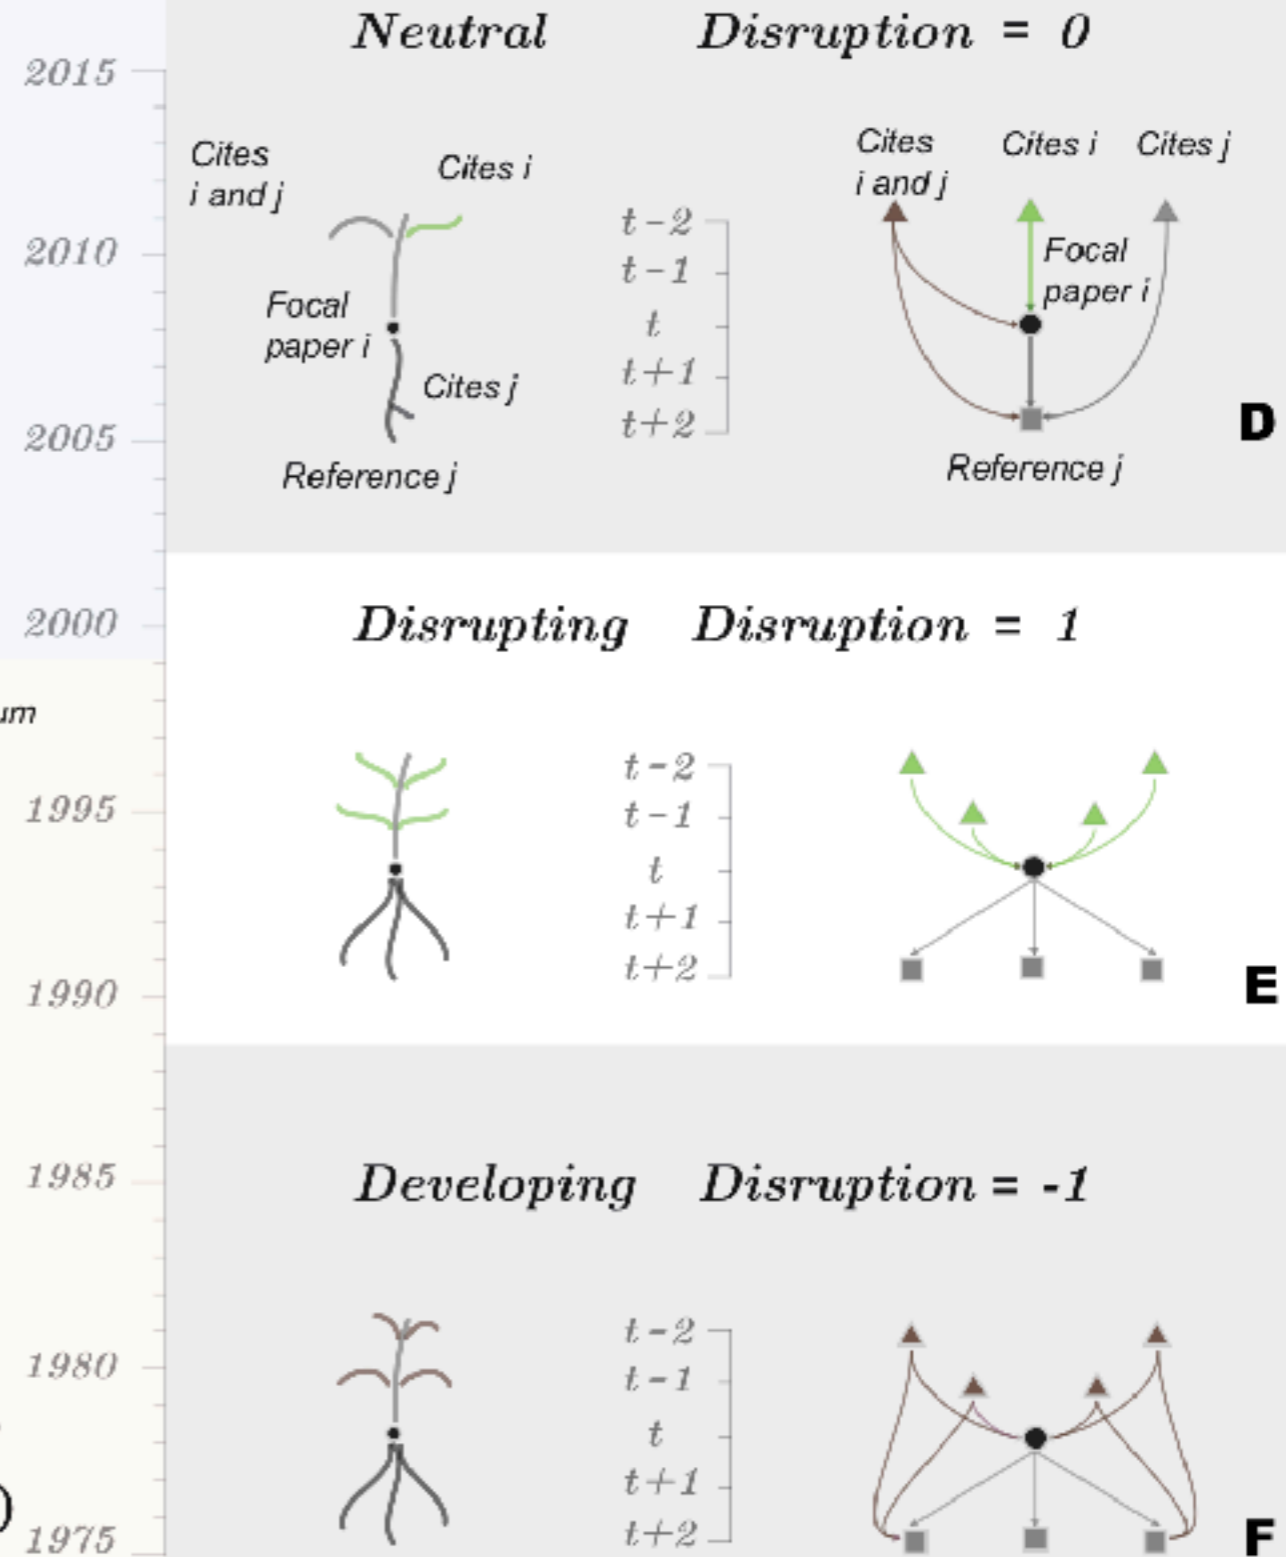 Neutral Disruption = 0
2015
Cites
i and j
Cites i
Cites
i and j
Cites i
Cites j
t-2
2010
t-1
Focal
paper i
Focal
paper i
t
t+1
Cites j
t+2
2005
D
Reference j
Reference j
2000
Disrupting Disruption = 1
um
t-2
1995
t-1
t
t+1
t+2
E
1990
1985
Developing Disruption = -1
t-2
1980
t-1
t
t+1
)
t+2
1975
F